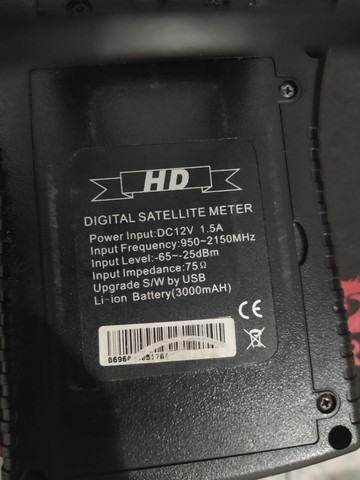 HD
DIGITAL SATELLITE METER
Power Input:DC12V 1.5A
Input Frequency:950~2150MHz
Input Level:-65~-25dBm
Input Impedance:75Ω
Upgrade S/W by USB
Li-ion Battery(3000mAH)
CE